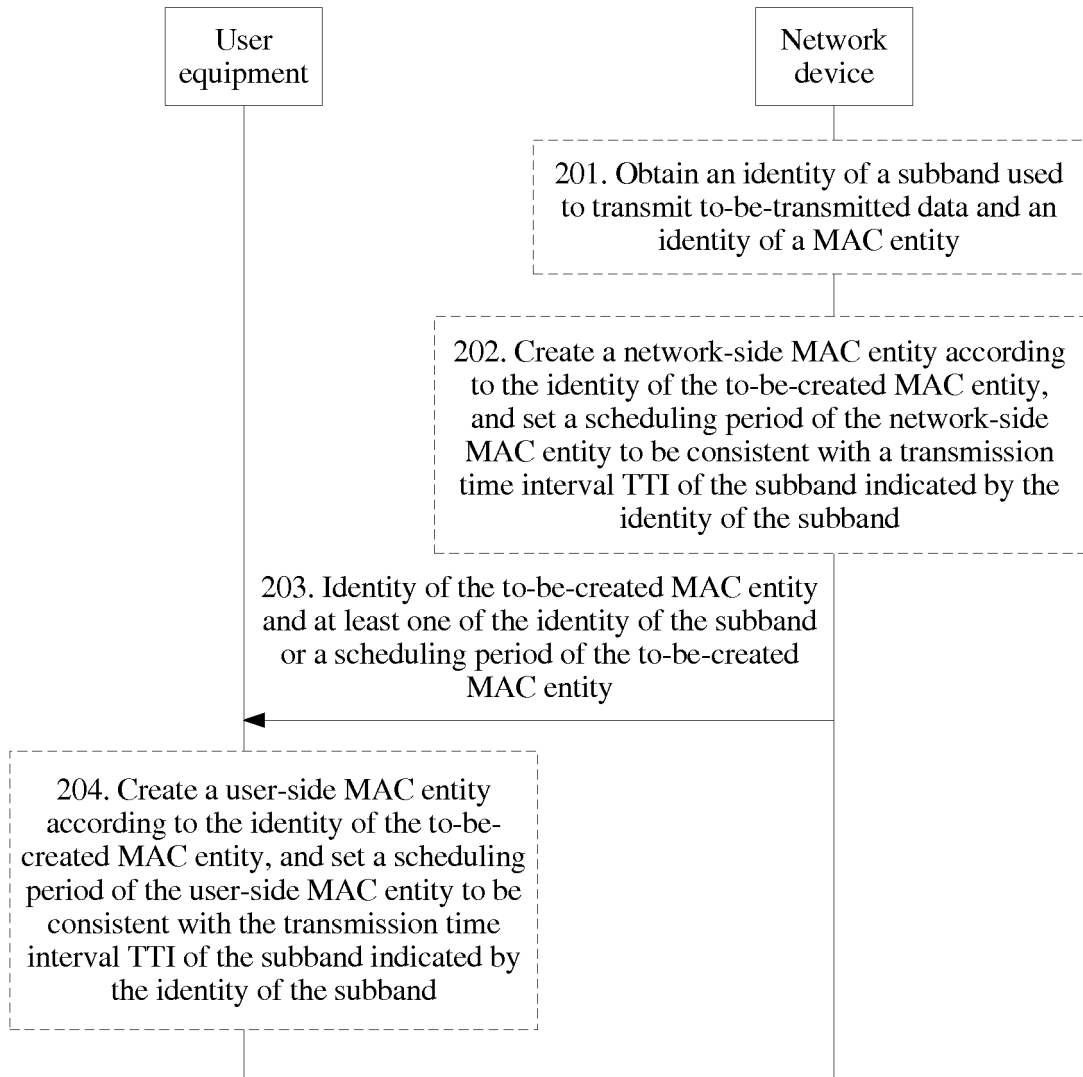 User
equipment
Network
device
201. Obtain an identity of a subband used
to transmit to-be-transmitted data and an
identity of a MAC entity
202. Create a network-side MAC entity according
to the identity of the to-be-created MAC entity,
and set a scheduling period of the network-side
MAC entity to be consistent with a transmission
time interval TTI of the subband indicated by the
identity of the subband
203. Identity of the to-be-created MAC entity
and at least one of the identity of the subband
or a scheduling period of the to-be-created
MAC entity
204. Create a user-side MAC entity
according to the identity of the to-be-
created MAC entity, and set a scheduling
period of the user-side MAC entity to be
consistent with the transmission time
interval TTI of the subband indicated by
the identity of the subband